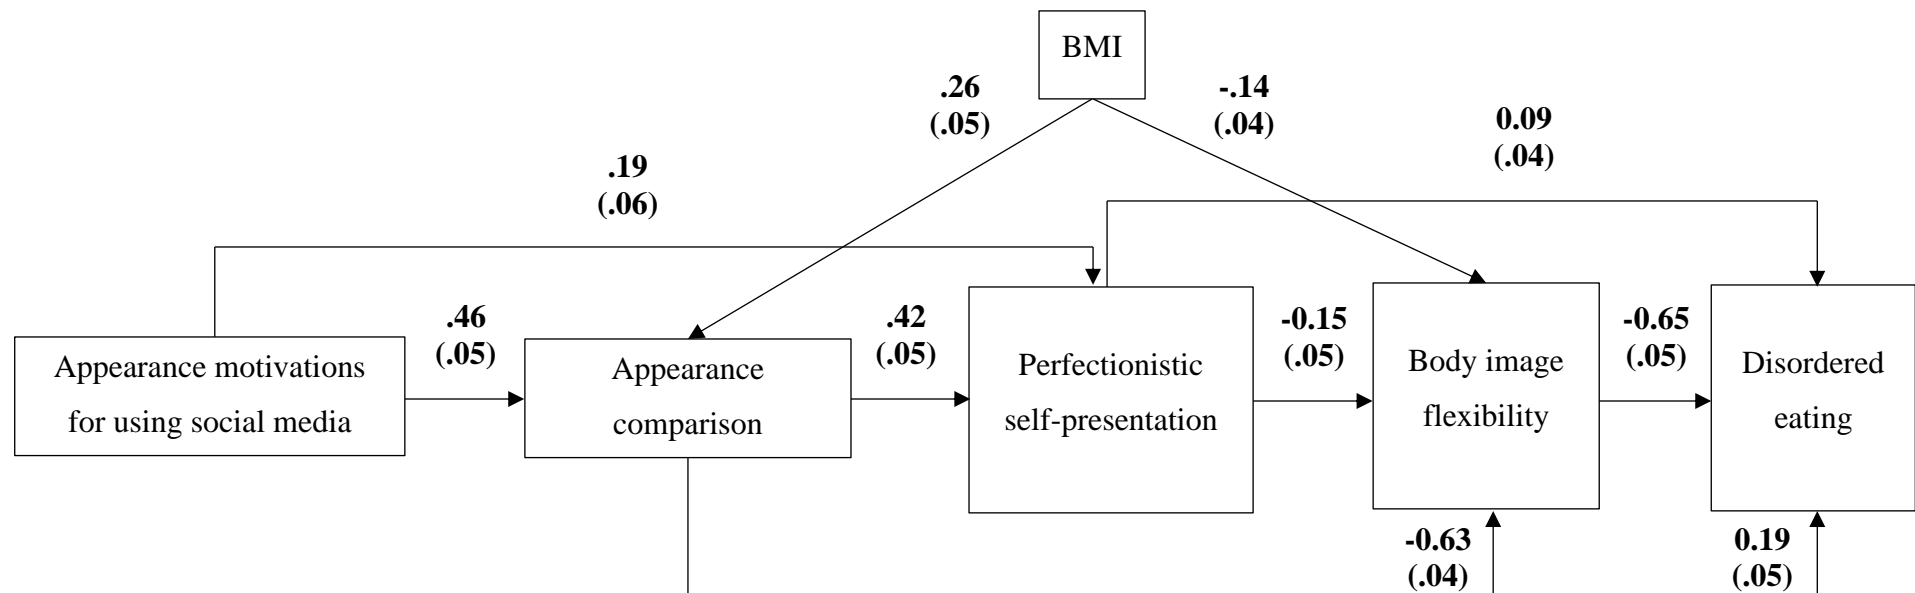 BMI
.26
(.05)
-.14
(.04)
0.09
(.04)
.19
(.06)
.46
(.05)
.42
(.05)
-0.15
(.05)
-0.65
(.05)
Appearance motivations
for using social media
Appearance
comparison
Perfectionistic
self-presentation
Body image
flexibility
Disordered
eating
-0.63
(.04)
0.19
(.05)